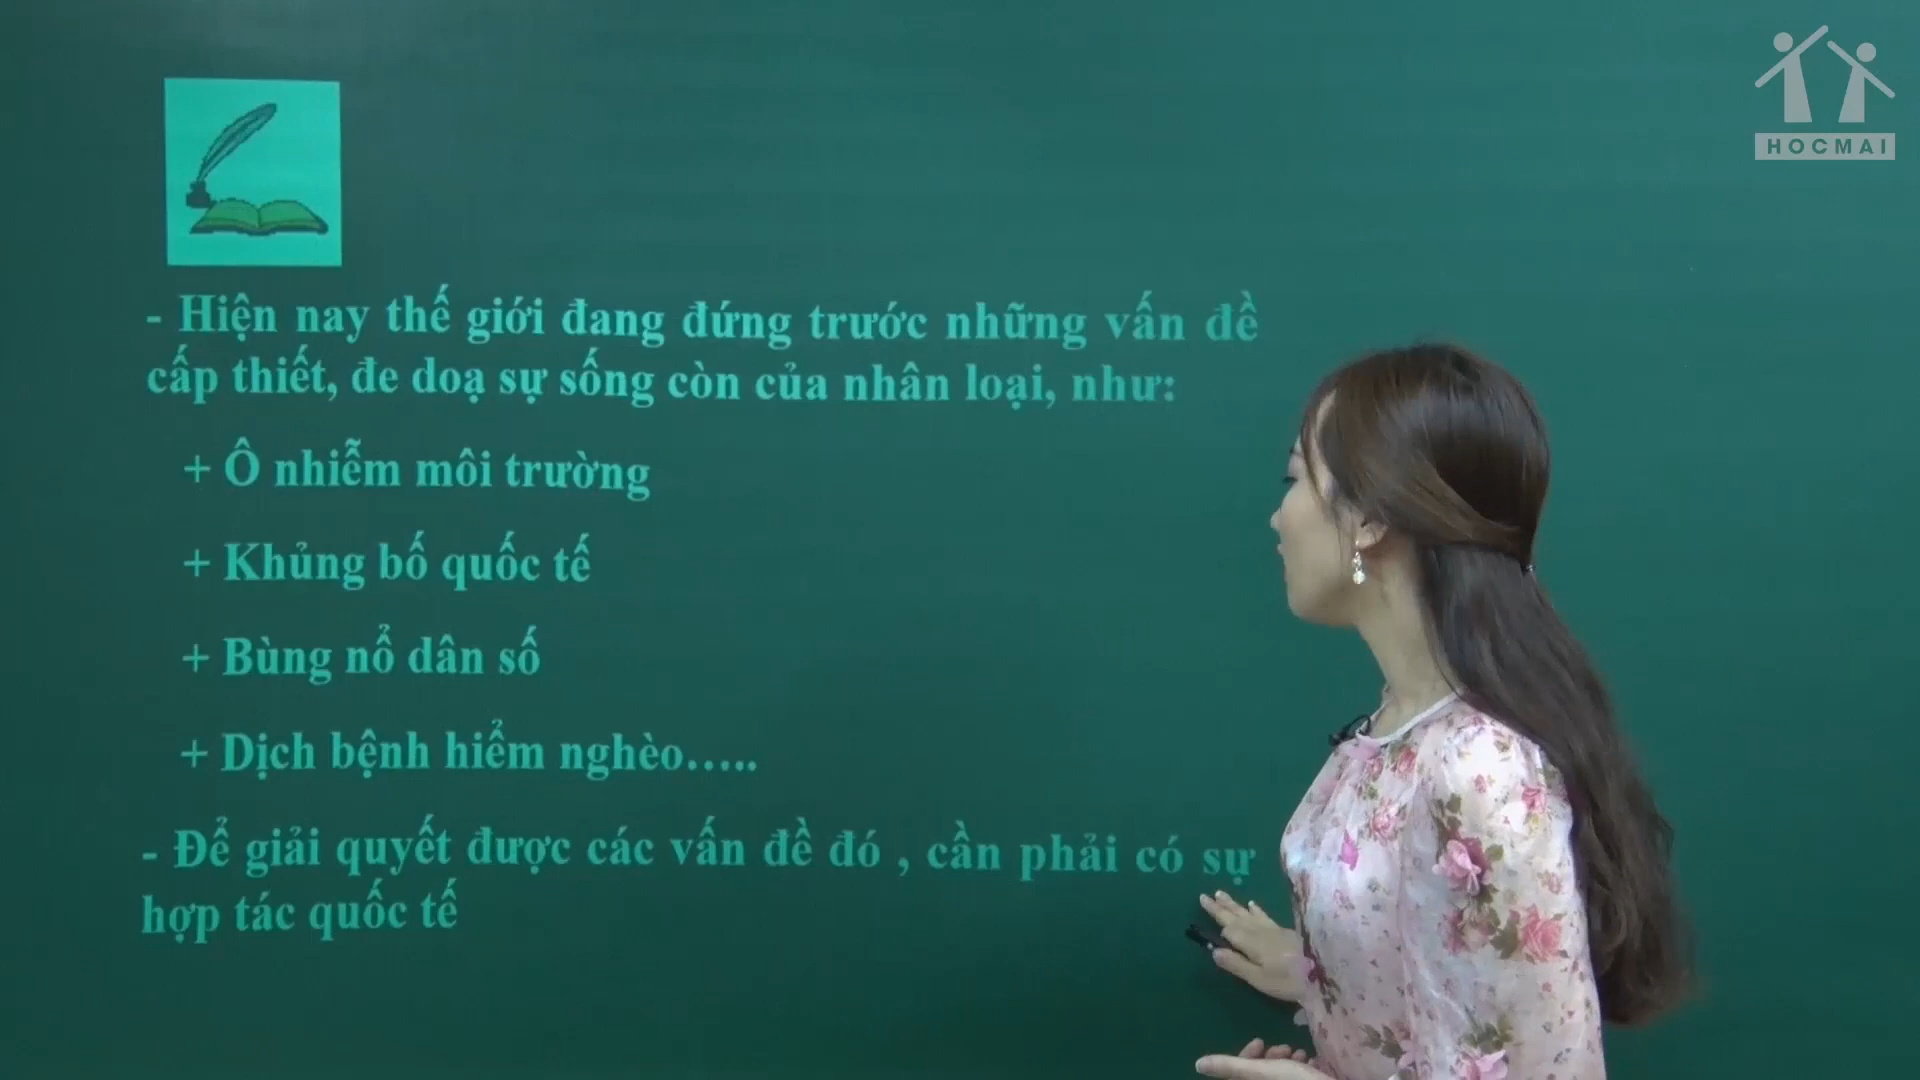 HOCMAI
- Hiện nay thế giới đang đứng trước những vấn đề
cấp thiết, đe doạ sự sống còn của nhân loại, như:
+ Ô nhiễm môi trường
+ Khủng bố quốc tế
+ Bùng nổ dân số
+ Dịch bệnh hiểm nghèo.....
- Để giải quyết được các vấn đề đó , cần phải có sự
hợp tác quốc tế